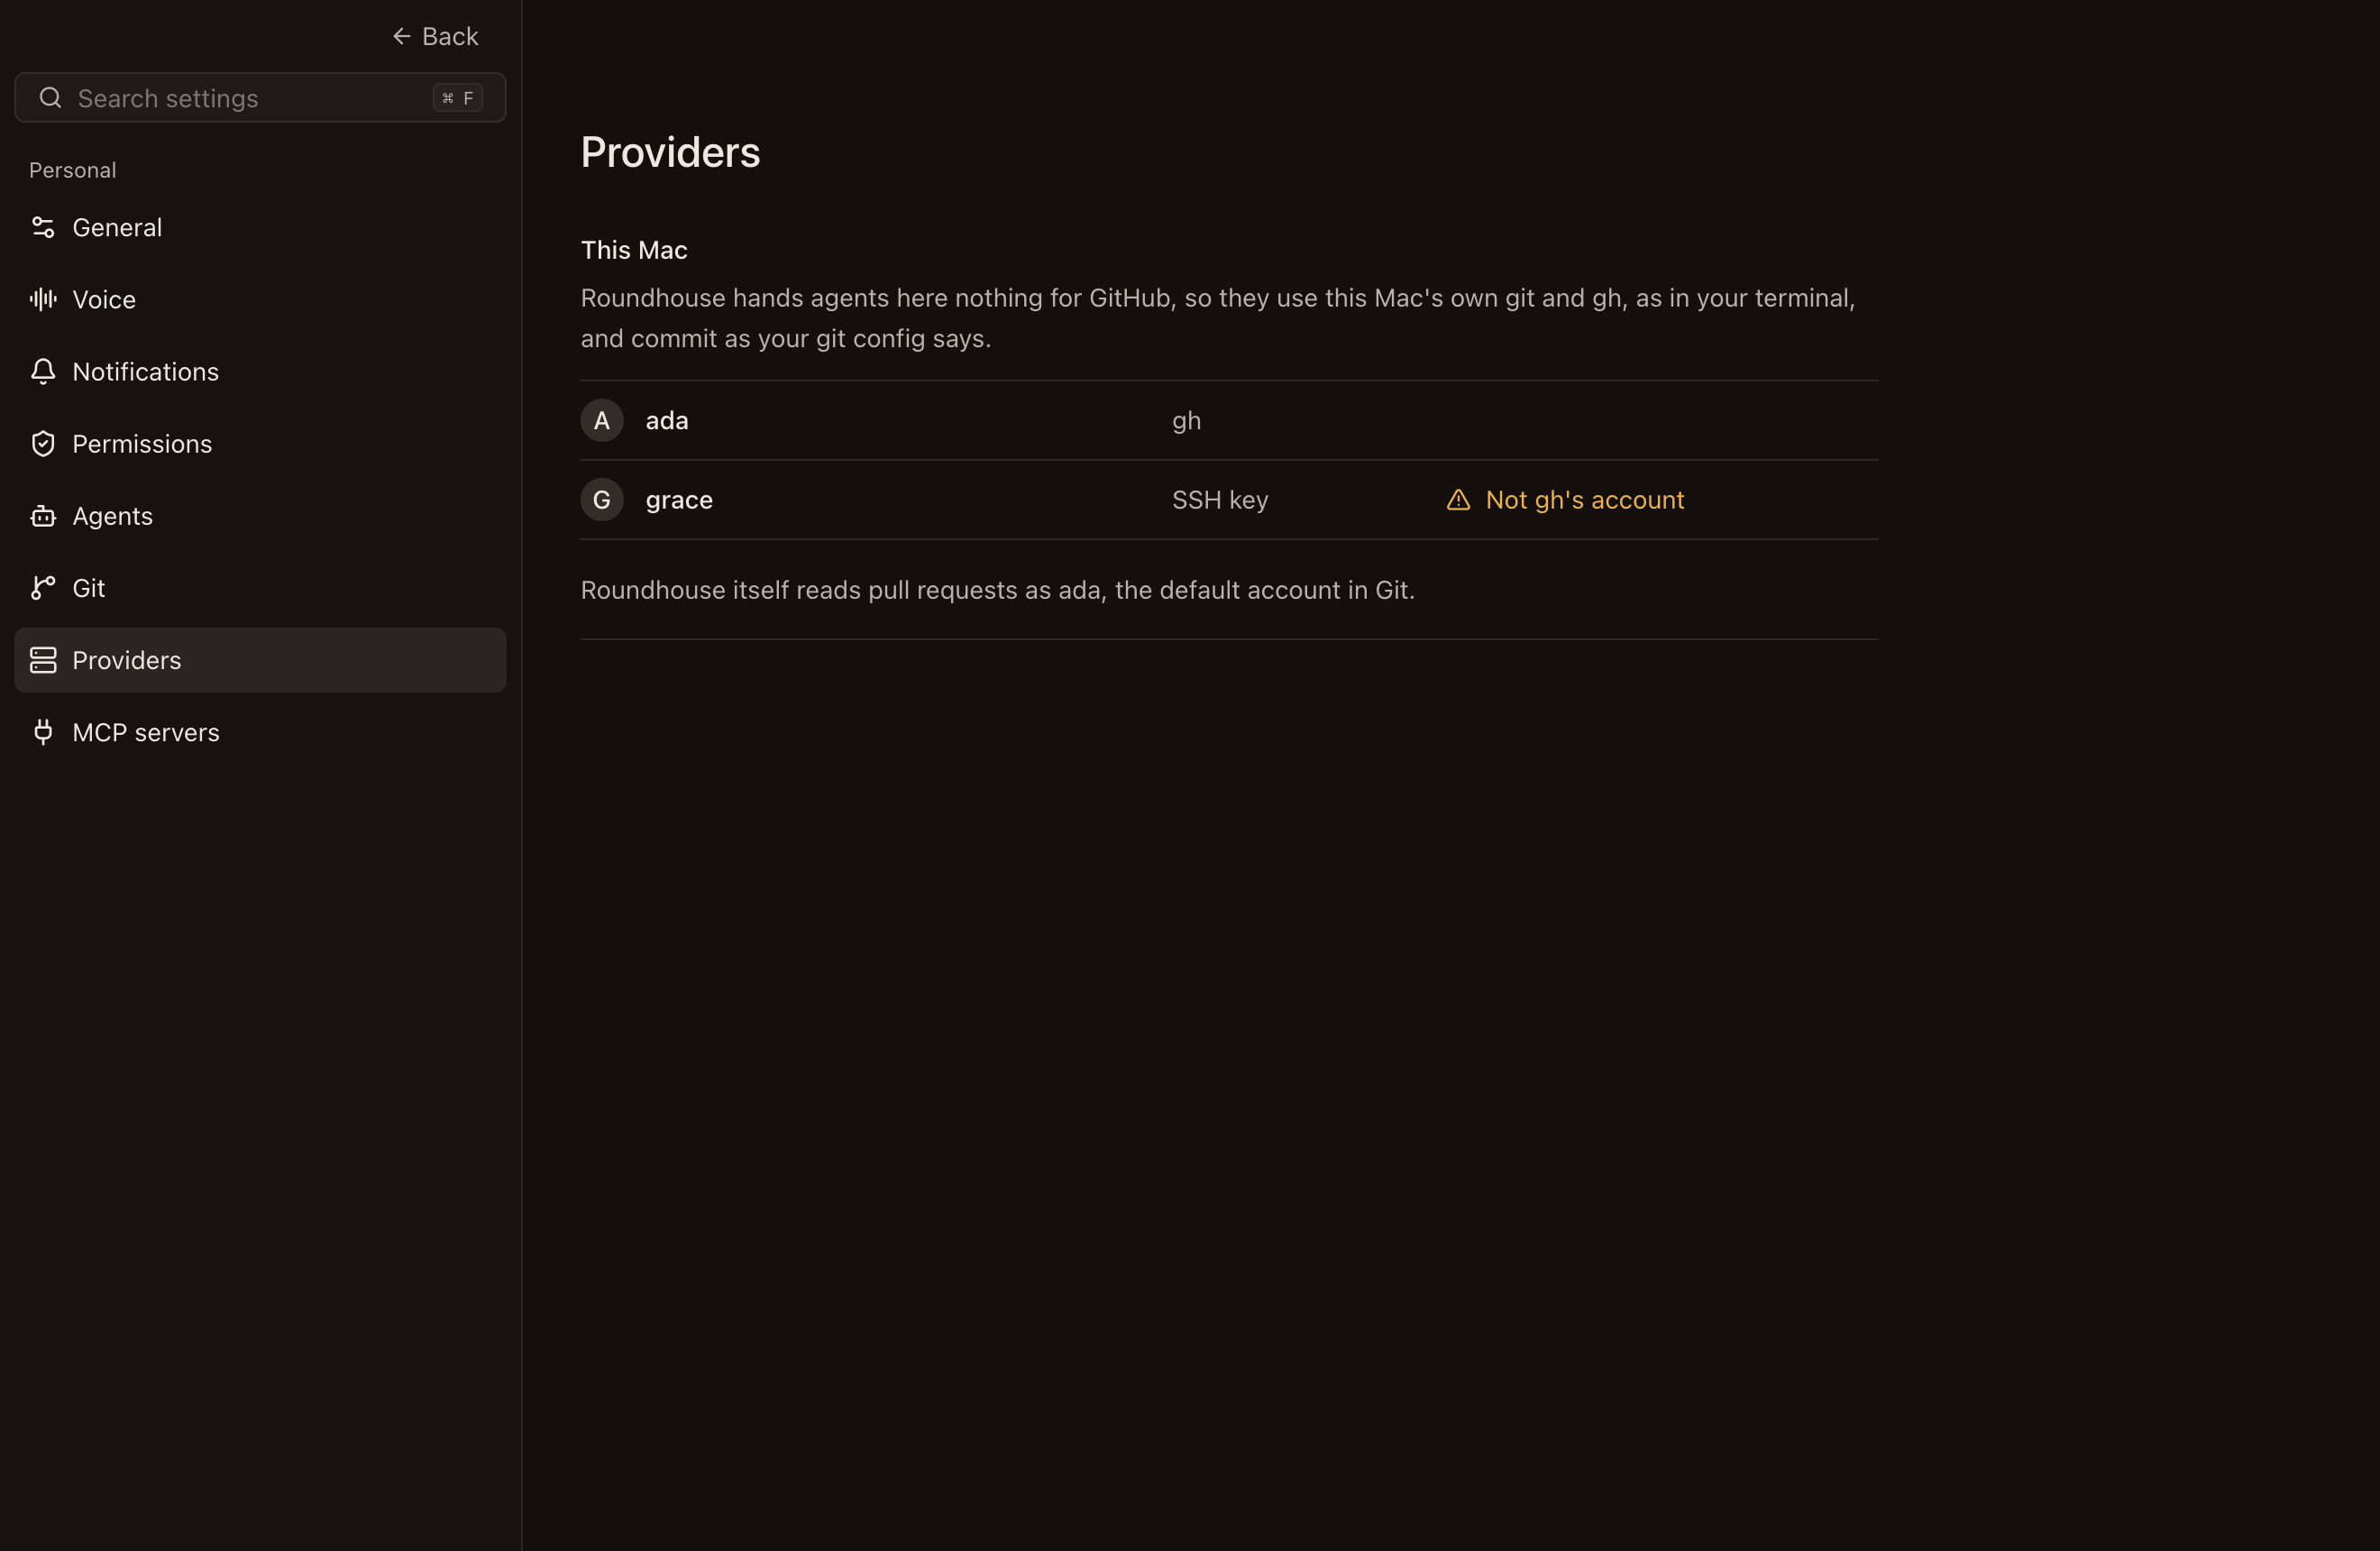 Back
Search settings
⌘ F
Personal
General
Voice
Notifications
Permissions
Agents
Git
Providers
MCP servers
Providers
This Mac
Roundhouse hands agents here nothing for GitHub, so they use this Mac's own git and gh, as in your terminal,
and commit as your git config says.
A ada gh
G grace SSH key Not gh's account
Roundhouse itself reads pull requests as ada, the default account in Git.